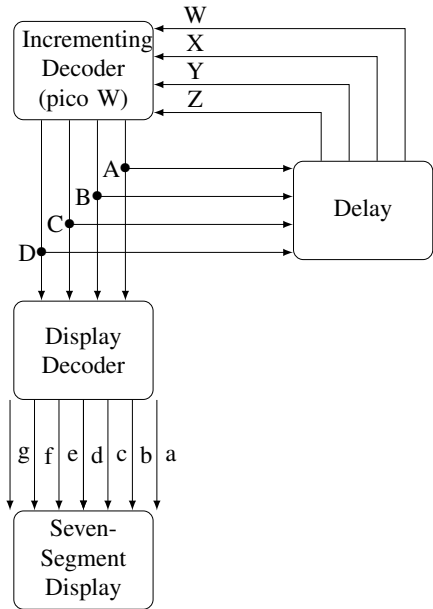 W
Incrementing
Decoder
(pico W)
X
Y
Z
A
B
C
D
Delay
Display
Decoder
g f e d c b a
Seven-
Segment
Display